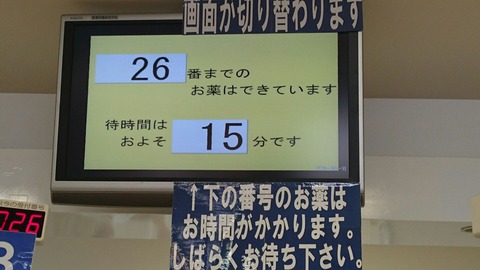 画面が切り替わります
26 番までの
お薬はできています
待時間は
およそ 15 分です
↑下の番号のお薬は
お時間がかかります。
しばらくお待ち下さい。
026
3